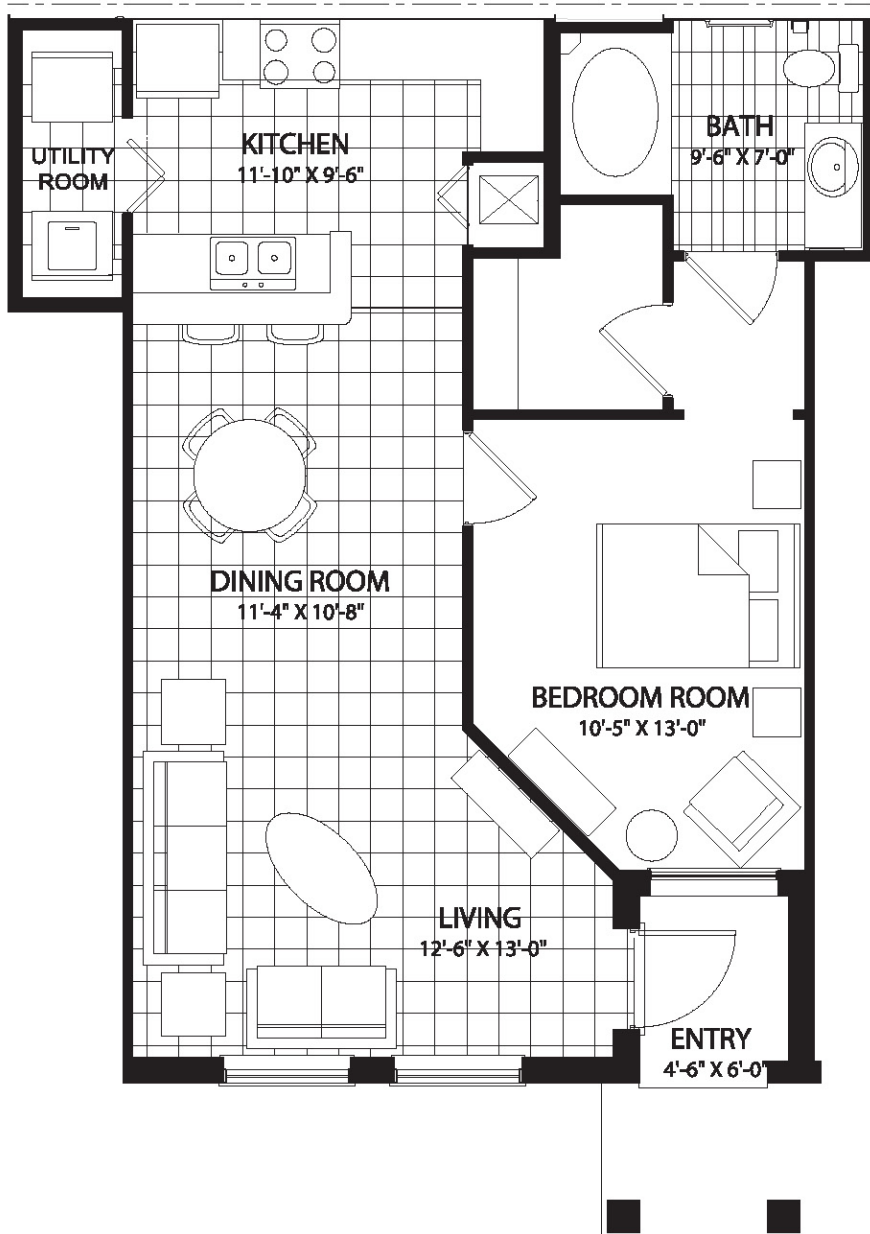 KITCHEN
11'-10" X 9'-6"
BATH
9'-6" X 7'-0"
UTILITY
ROOM
DINING ROOM
11'-4" X 10'-8"
BEDROOM ROOM
10'-5" X 13'-0"
LIVING
12'-6" X 13'-0"
ENTRY
4'-6" X 6'-0"